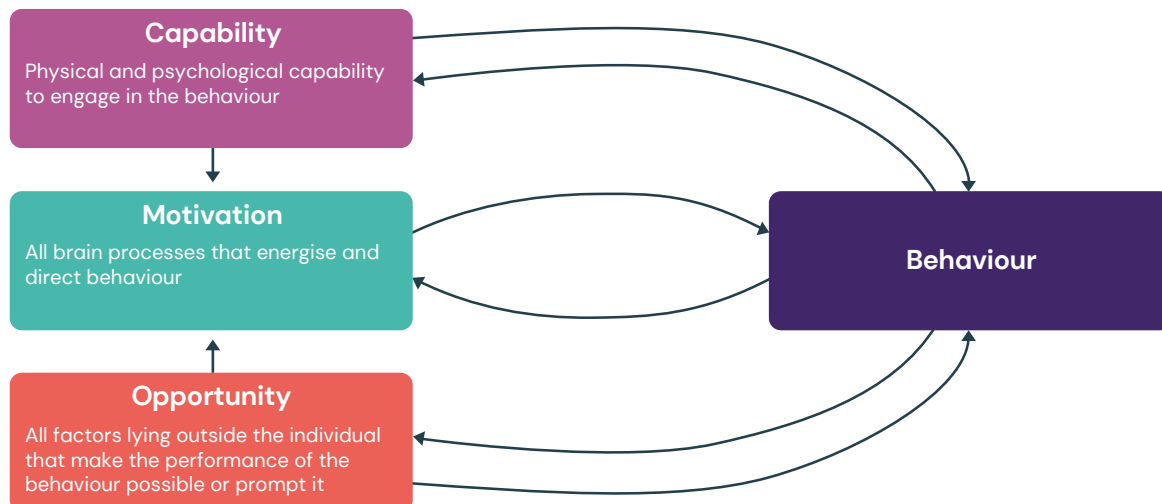 Capability
Physical and psychological capability
to engage in the behaviour
Motivation
All brain processes that energise and
direct behaviour
Behaviour
Opportunity
All factors lying outside the individual
that make the performance of the
behaviour possible or prompt it